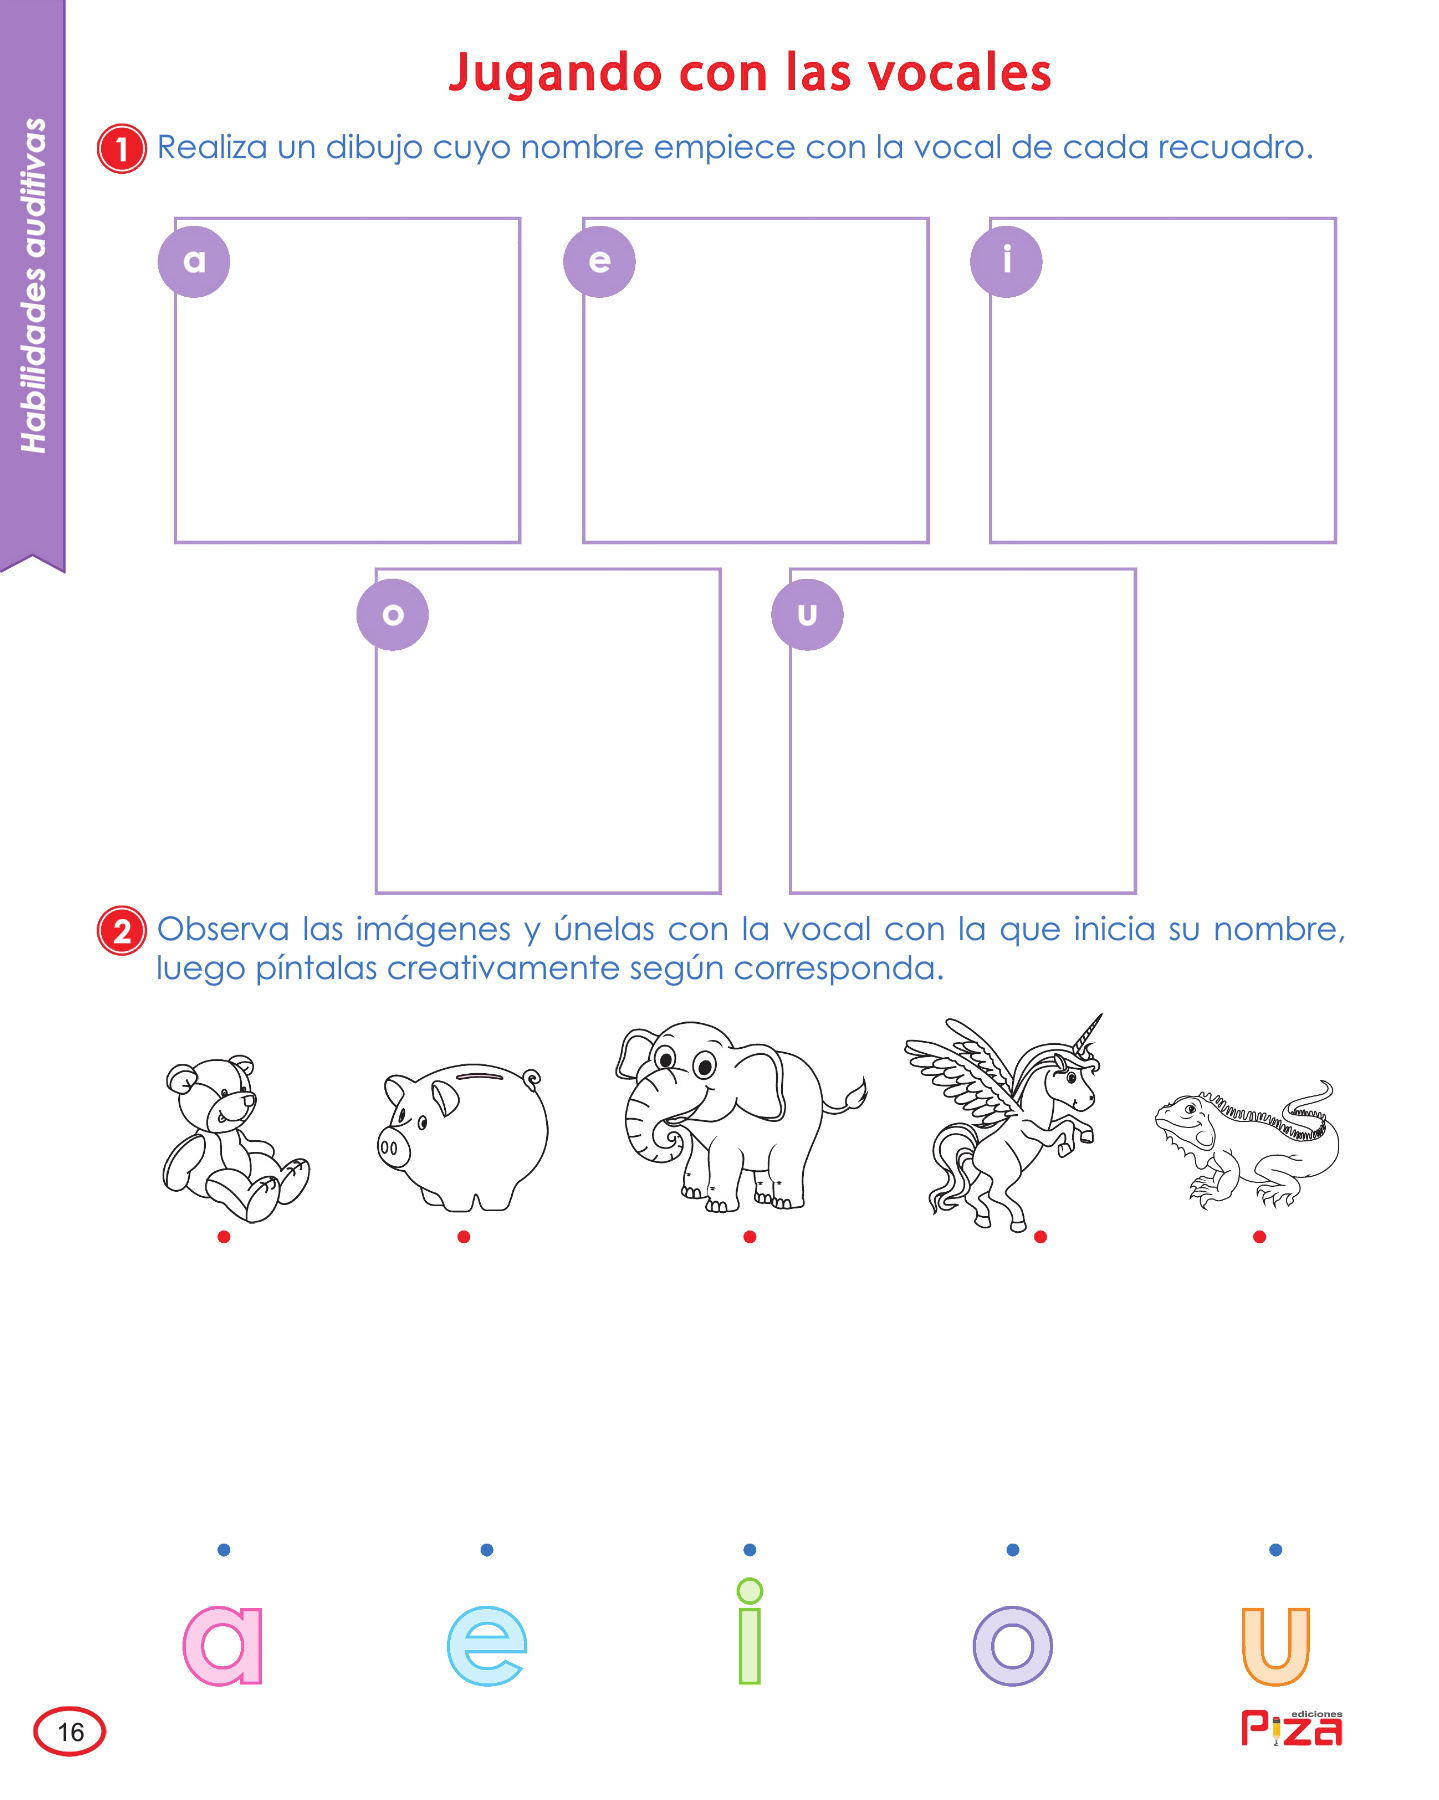 Habilidades auditivas
Jugando con las vocales
1 Realiza un dibujo cuyo nombre empiece con la vocal de cada recuadro.
a
e
i
o
u
2 Observa las imágenes y únelas con la vocal con la que inicia su nombre,
luego píntalas creativamente según corresponda.
a e i o u
16
ediciones
Piza